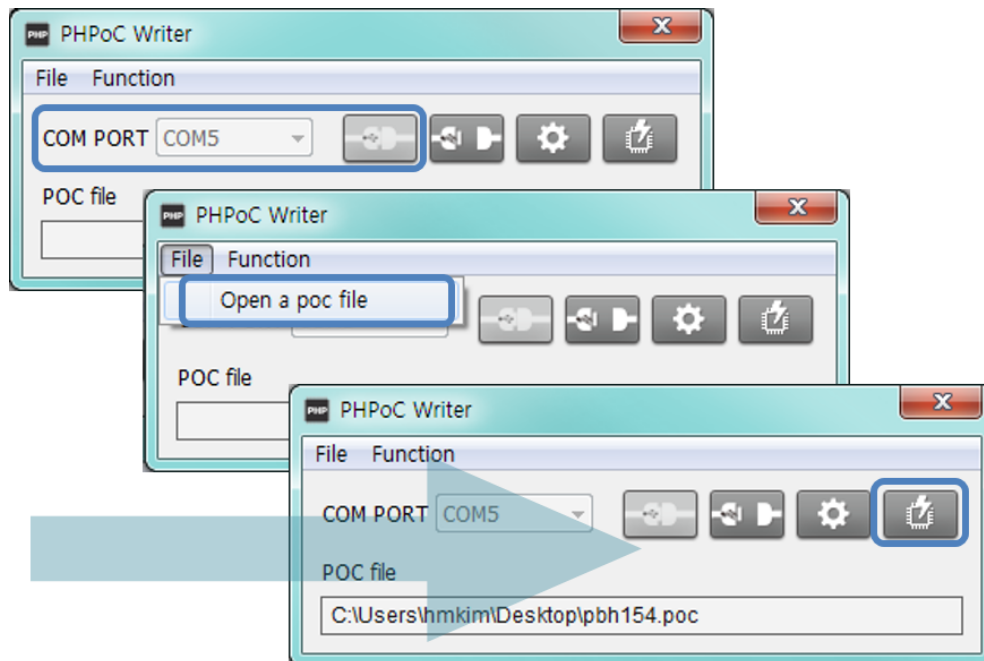 PHP PHPoC Writer
File Function
COM PORT COM5
POC file
PHP PHPoC Writer
File Function
Open a poc file
POC file
PHP PHPoC Writer
File Function
COM PORT COM5
POC file
C:\Users\hmkim\Desktop\pbh154.poc